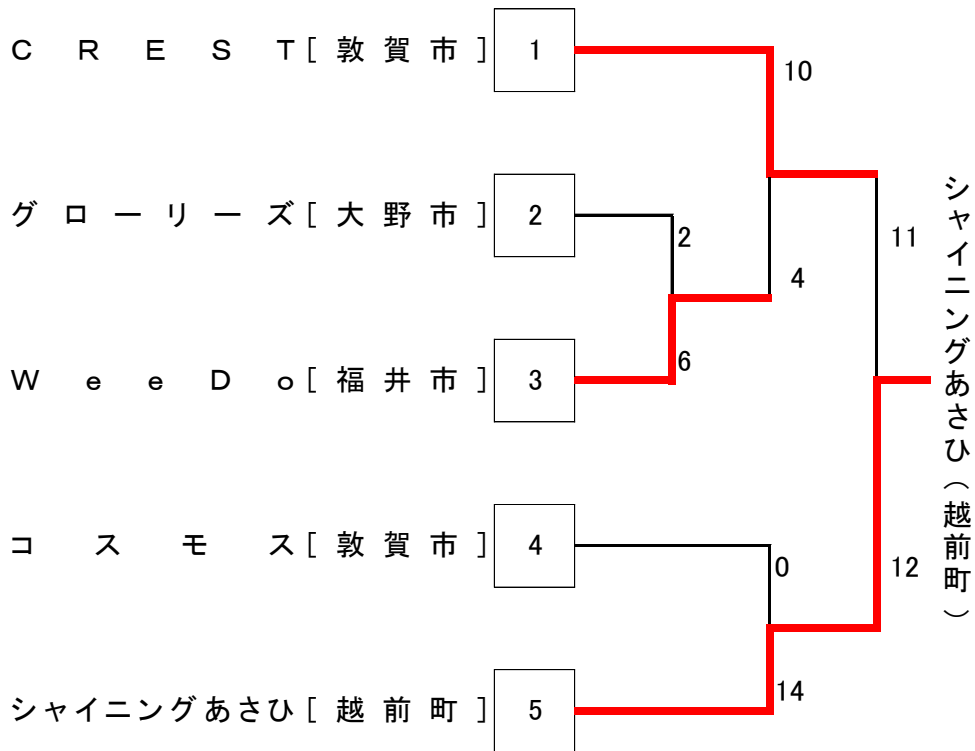 ＣＲＥＳＴ[敦賀市] 1
10
グローリーズ[大野市] 2
2
11
4
ＷｅｅＤｏ[福井市] 3
6
シャイニングあさひ（越前町）
コスモス[敦賀市] 4
0
12
シャイニングあさひ[越前町] 5
14